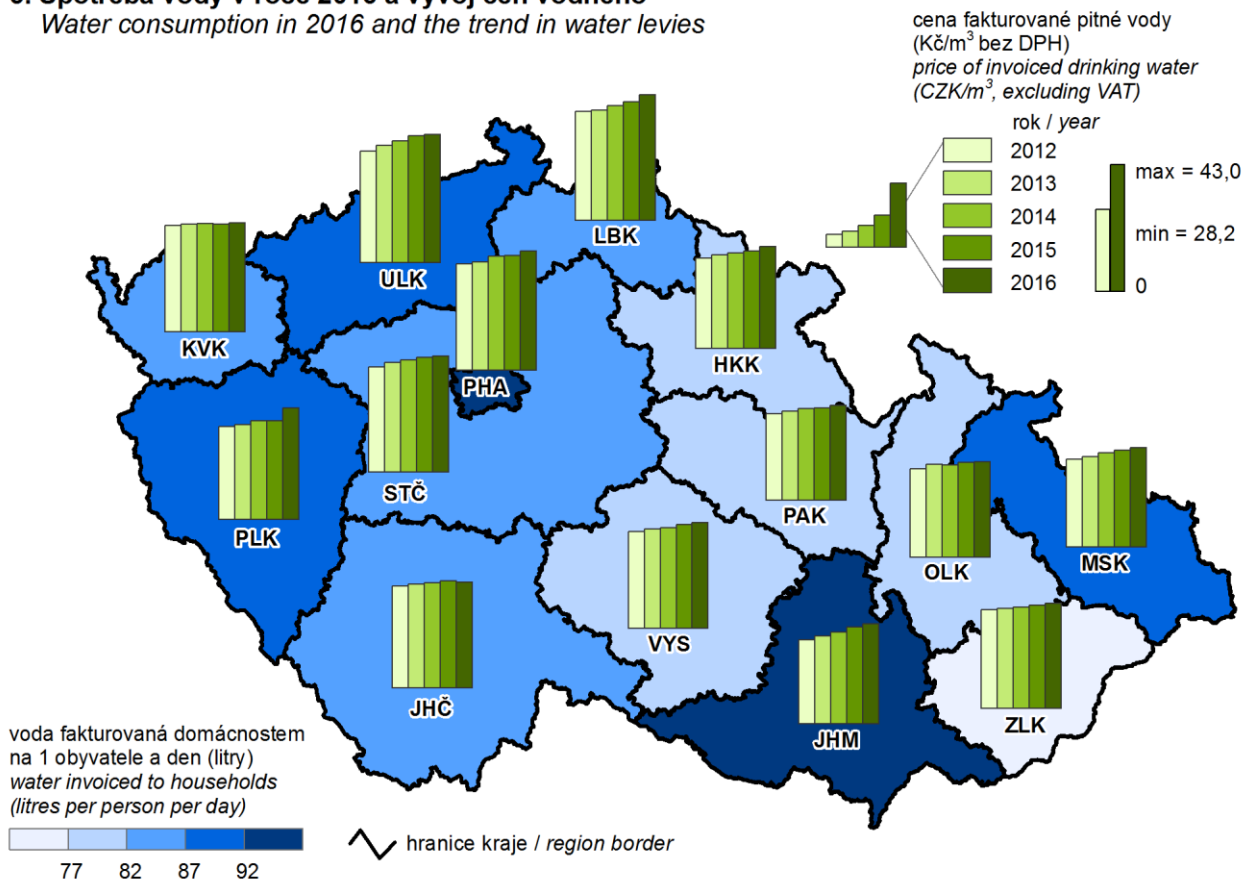 Water consumption in 2016 and the trend in water levies
cena fakturované pitné vody
(Kč/m³ bez DPH)
price of invoiced drinking water
(CZK/m³, excluding VAT)
rok / year
2012
2013
2014
2015
2016
max = 43,0
min = 28,2
0
LBK
ULK
KVK
HKK
PHA
STČ
PAK
PLK
OLK
MSK
VYS
JHČ
JHM
ZLK
voda fakturovaná domácnostem
na 1 obyvatele a den (litry)
water invoiced to households
(litres per person per day)
77 82 87 92
hranice kraje / region border